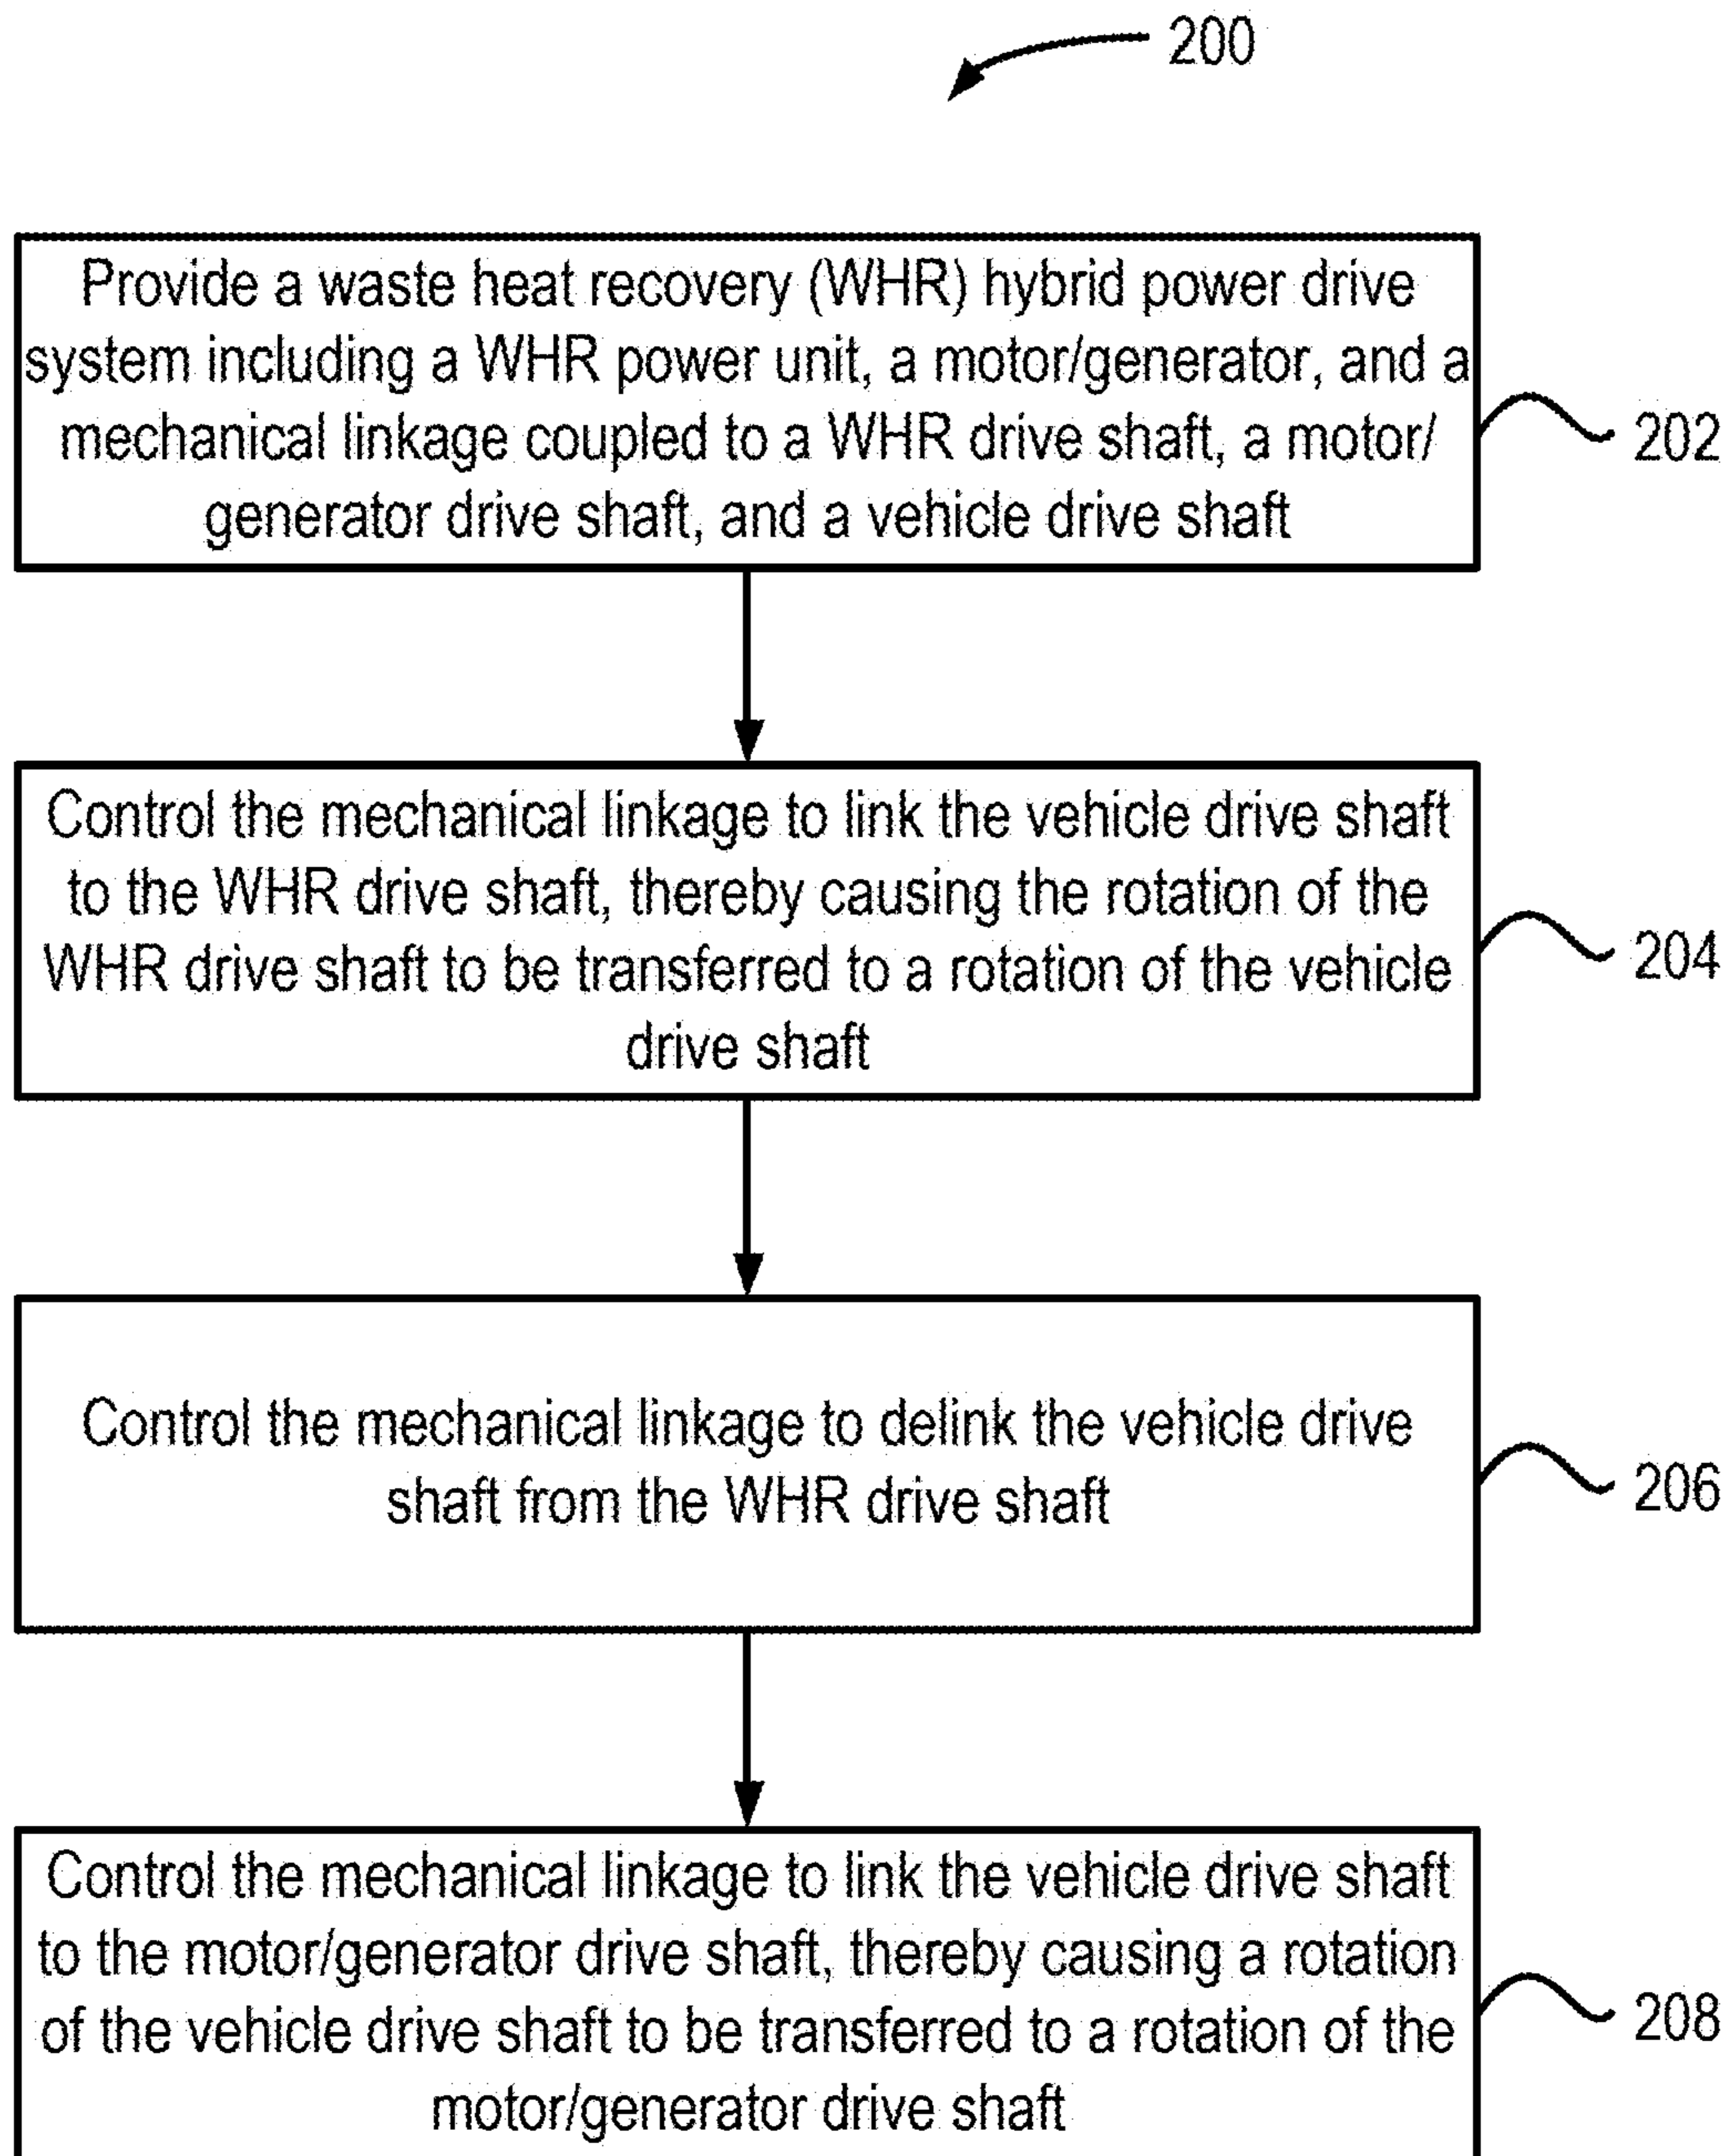 200
Provide a waste heat recovery (WHR) hybrid power drive
system including a WHR power unit, a motor/generator, and a
mechanical linkage coupled to a WHR drive shaft, a motor/
generator drive shaft, and a vehicle drive shaft
202
Control the mechanical linkage to link the vehicle drive shaft
to the WHR drive shaft, thereby causing the rotation of the
WHR drive shaft to be transferred to a rotation of the vehicle
drive shaft
204
Control the mechanical linkage to delink the vehicle drive
shaft from the WHR drive shaft
206
Control the mechanical linkage to link the vehicle drive shaft
to the motor/generator drive shaft, thereby causing a rotation
of the vehicle drive shaft to be transferred to a rotation of the
motor/generator drive shaft
208